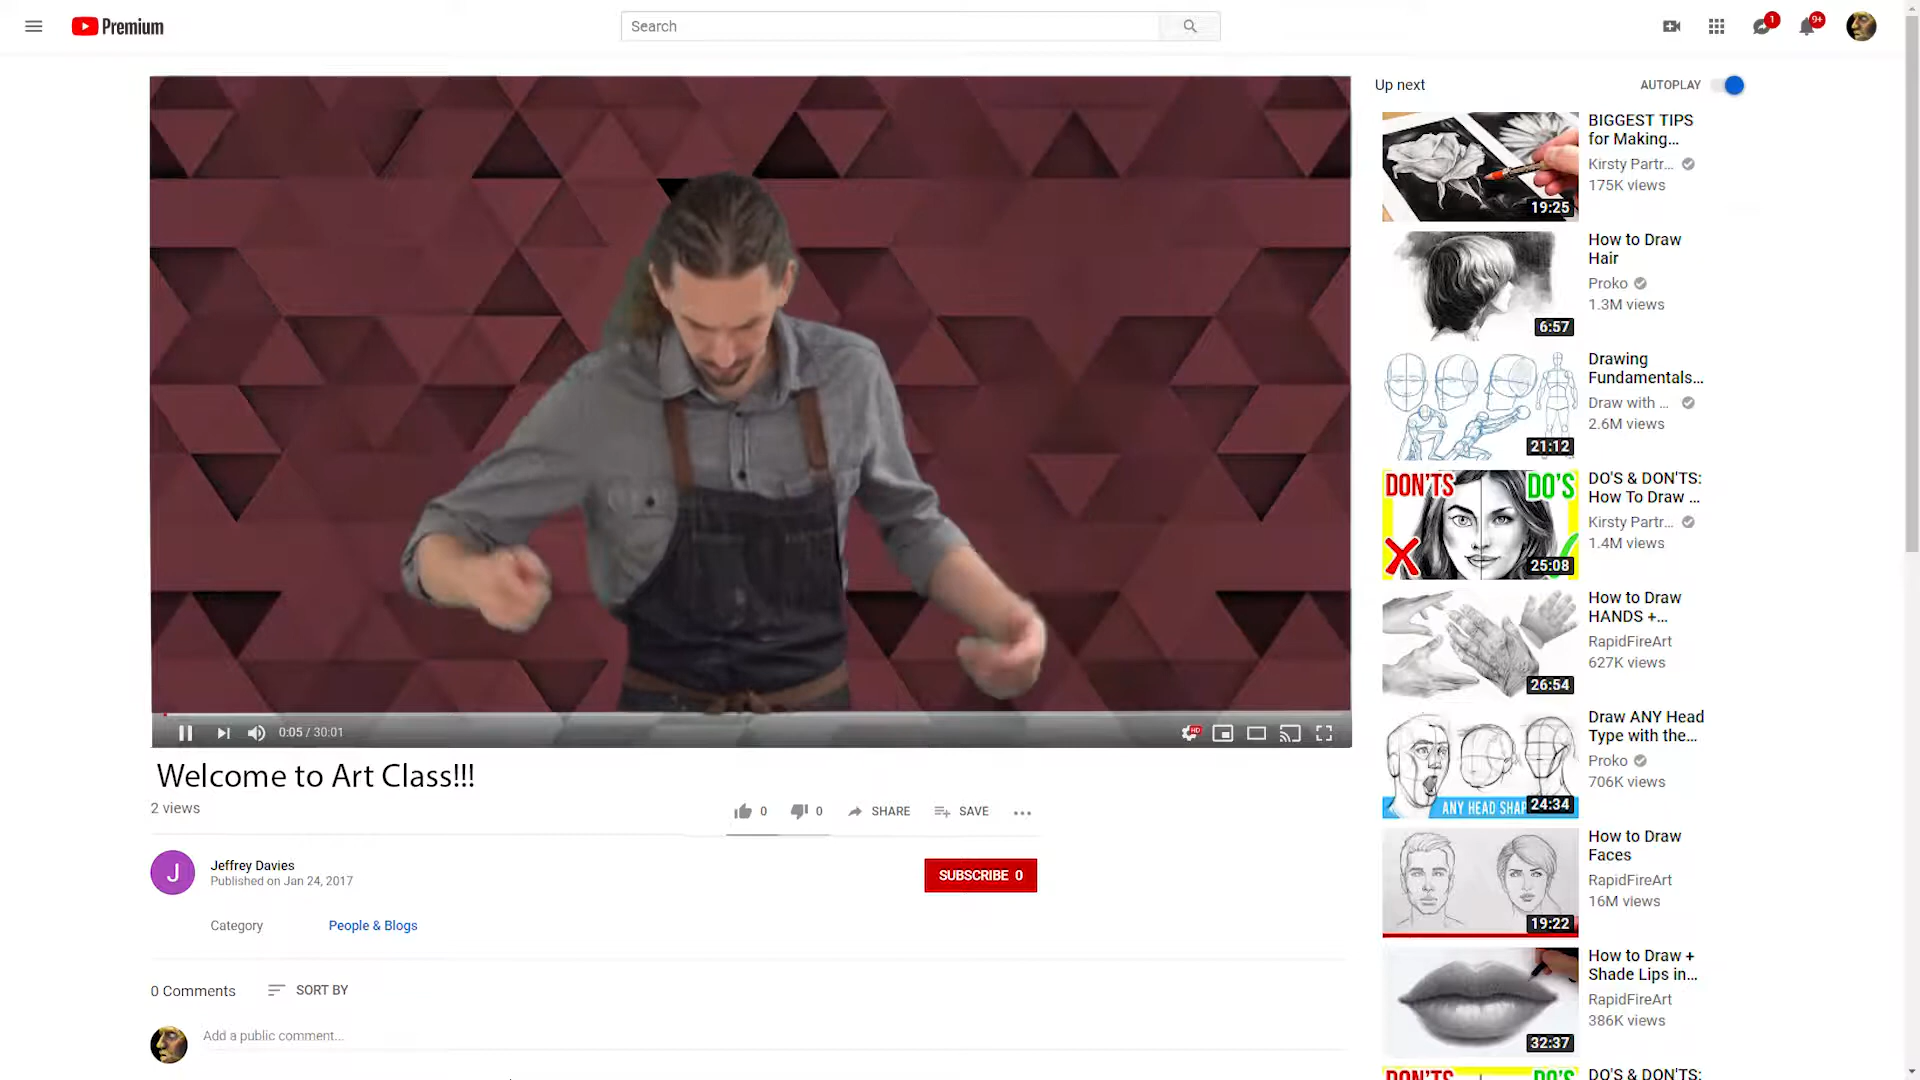 Premium
Search
1
9+
Up next
AUTOPLAY
BIGGEST TIPS
for Making...
Kirsty Partr...
175K views
19:25
How to Draw
Hair
Proko
1.3M views
6:57
Drawing
Fundamentals...
Draw with ...
2.6M views
21:12
DON'TS
DO'S
DO'S & DON'TS:
How To Draw ...
Kirsty Partr...
1.4M views
25:08
How to Draw
HANDS +...
RapidFireArt
627K views
26:54
Draw ANY Head
Type with the...
Proko
706K views
ANY HEAD SHAP
24:34
How to Draw
Faces
RapidFireArt
16M views
19:22
How to Draw +
Shade Lips in...
RapidFireArt
386K views
32:37
DON'TS
DO'S
DO'S & DON'TS:
0:05 / 30:01
HD
Welcome to Art Class!!!
2 views
0
0
SHARE
SAVE
J
Jeffrey Davies
Published on Jan 24, 2017
SUBSCRIBE 0
Category
People & Blogs
0 Comments
SORT BY
Add a public comment...